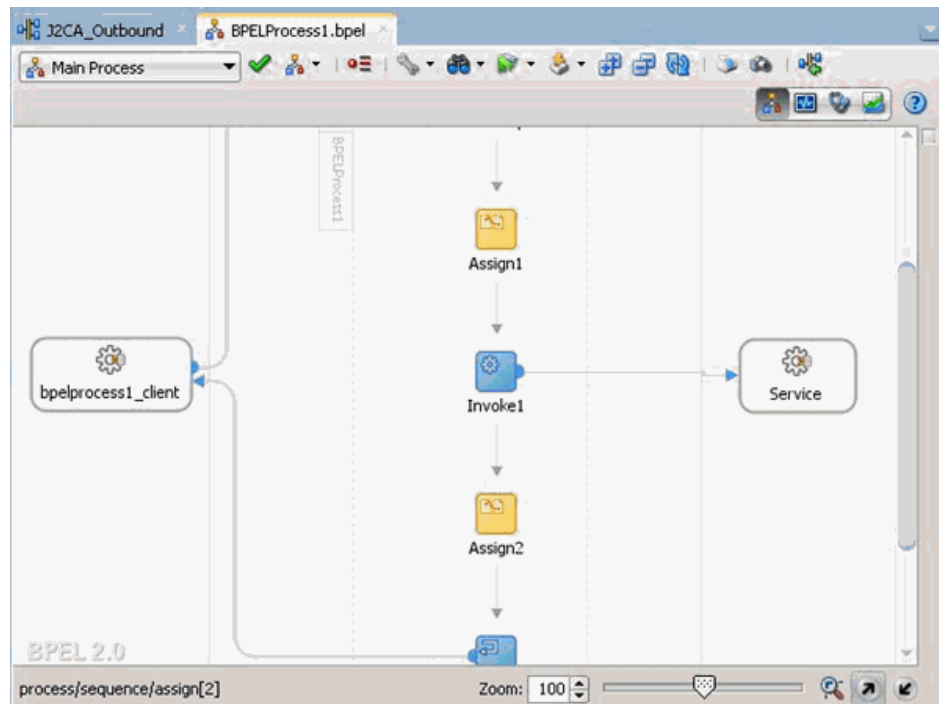 J2CA_Outbound
BPELProcess1.bpel
Main Process
BPELProcess1
Assign1
bpelprocess1_client
Invoke1
Service
Assign2
BPEL 2.0
process/sequence/assign[2]
Zoom: 100